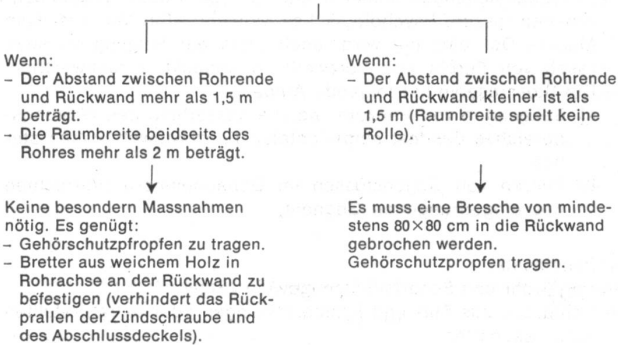 Wenn:
– Der Abstand zwischen Rohrende
und Rückwand mehr als 1,5 m
beträgt.
– Die Raumbreite beidseits des
Rohres mehr als 2 m beträgt.
Keine besondern Massnahmen
nötig. Es genügt:
– Gehörschutzpfropfen zu tragen.
– Bretter aus weichem Holz in
Rohrachse an der Rückwand zu
befestigen (verhindert das Rück-
prallen der Zündschraube und
des Abschlussdeckels).
Wenn:
– Der Abstand zwischen Rohrende
und Rückwand kleiner ist als
1,5 m (Raumbreite spielt keine
Rolle).
Es muss eine Bresche von minde-
stens 80×80 cm in die Rückwand
gebrochen werden.
Gehörschutzpropfen tragen.